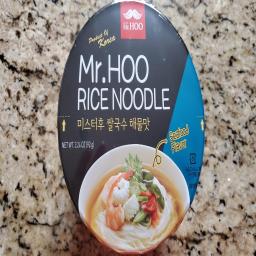 Mr. HOO
Product Of
Korea
Mr.HOO
RICE NOODLE
미스터후 쌀국수 해물맛
Seafood
Flavor